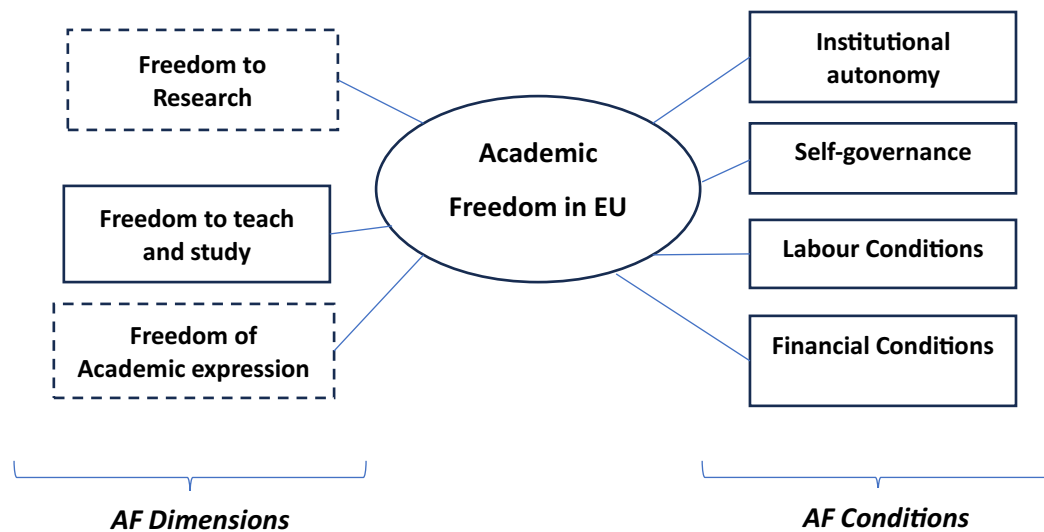 Freedom to
Research
Freedom to teach
and study
Freedom of
Academic expression
AF Dimensions
Academic
Freedom in EU
Institutional
autonomy
Self-governance
Labour Conditions
Financial Conditions
AF Conditions